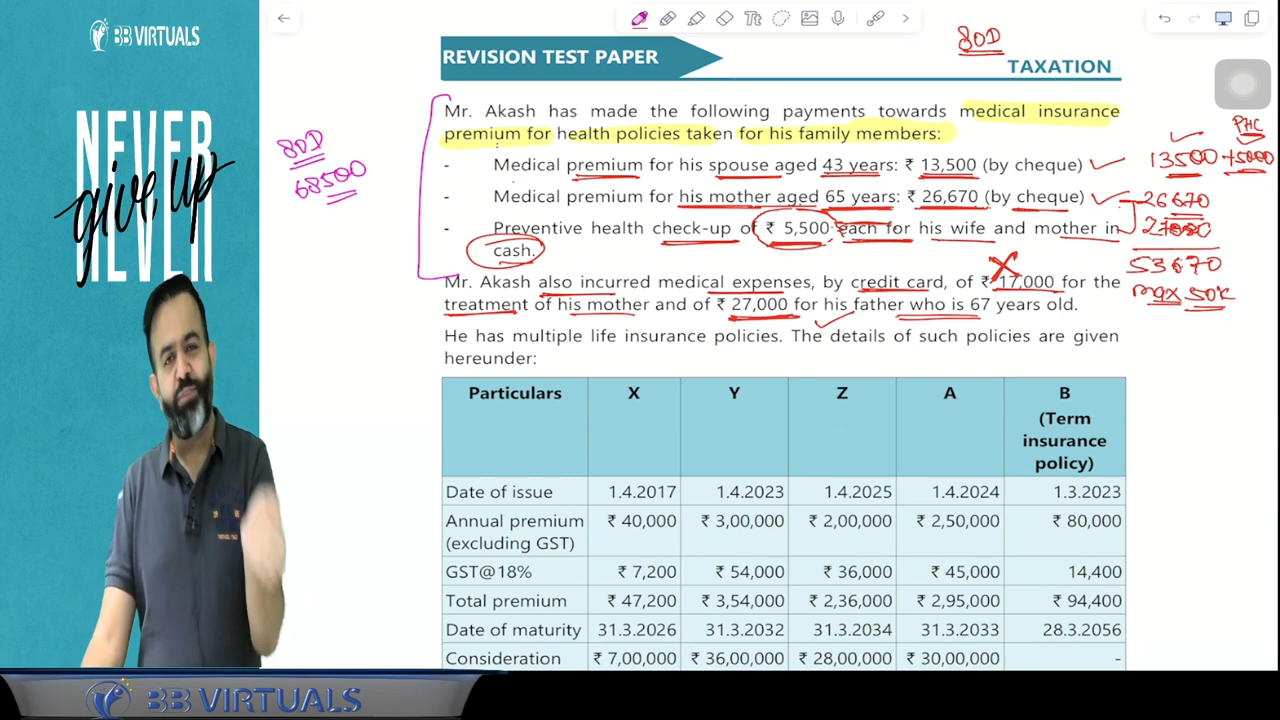 BB VIRTUALS
NEVER
give up
NEVER
80D
REVISION TEST PAPER
TAXATION
Mr. Akash has made the following payments towards medical insurance
premium for health policies taken for his family members:
- Medical premium for his spouse aged 43 years: ₹ 13,500 (by cheque)
- Medical premium for his mother aged 65 years: ₹ 26,670 (by cheque)
- Preventive health check-up of ₹ 5,500 each for his wife and mother in
cash.
Mr. Akash also incurred medical expenses, by credit card, of ₹ 17,000 for the
treatment of his mother and of ₹ 27,000 for his father who is 67 years old.
He has multiple life insurance policies. The details of such policies are given
hereunder:
80D
68500
PHC
13500 +5000
26670
53670
max 50K
Particulars X Y Z A B
(Term
insurance
policy)
Date of issue 1.4.2017 1.4.2023 1.4.2025 1.4.2024 1.3.2023
Annual premium ₹ 40,000 ₹ 3,00,000 ₹ 2,00,000 ₹ 2,50,000 ₹ 80,000
(excluding GST)
GST@18% ₹ 7,200 ₹ 54,000 ₹ 36,000 ₹ 45,000 14,400
Total premium ₹ 47,200 ₹ 3,54,000 ₹ 2,36,000 ₹ 2,95,000 ₹ 94,400
Date of maturity 31.3.2026 31.3.2032 31.3.2034 31.3.2033 28.3.2056
Consideration ₹ 7,00,000 ₹ 36,00,000 ₹ 28,00,000 ₹ 30,00,000 -
BB VIRTUALS